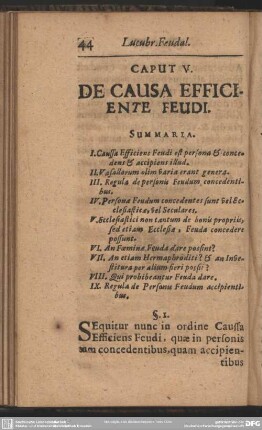 44 Lucubr. Feudal.
CAPUT V.
DE CAUSA EFFICI-
ENTE FEUDI.
SUMMARIA.
I. Caussa Efficiens Feudi est persona & conce-
dens & accipiens illud.
II. Vasallorum olim varia erant genera.
III. Regula de personis Feudum concedenti-
bus.
IV. Personæ Feudum concedentes sunt vel Ec-
clesiasticæ, vel Seculares.
V. Ecclesiastici non tantum de bonis propriis,
sed etiam Ecclesiæ, Feuda concedere
possunt.
VI. An Fœminæ Feuda dare possint?
VII. An etiam Hermaphroditi? & an Inve-
stitura per alium fieri possit?
VIII. Qui prohibeantur Feuda dare.
IX. Regula de Personis Feudum accipienti-
bus.
§. 1.
SEquitur nunc in ordine Caussa
Efficiens Feudi, quæ in personis
tam concedentibus, quam accipien-
tibus